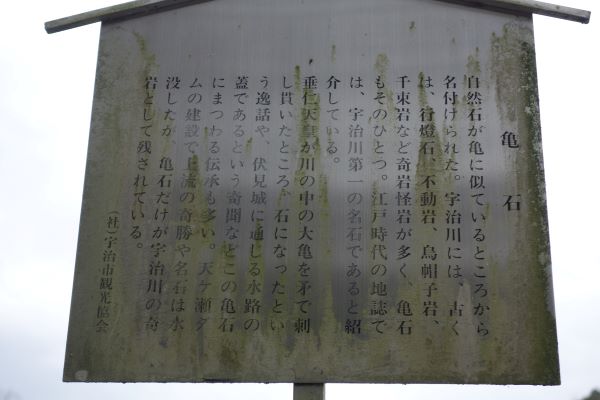 亀石
自然石が亀に似ているところから
名付けられた。宇治川には、古く
は、行燈石、不動岩、烏帽子岩、
千束岩など奇岩怪岩が多く、亀石
もそのひとつ。江戸時代の地誌で
は、宇治川第一の名石であると紹
介している。
垂仁天皇が川の中の大亀を矛で刺
し貫いたところ、石になったとい
う逸話や、伏見城に通じる水路の
蓋であるという奇聞などこの亀石
にまつわる伝承も多い。天ケ瀬ダ
ムの建設で上流の奇勝や名石は水
没したが、亀石だけが宇治川の奇
岩として残されている。
(社)宇治市観光協会